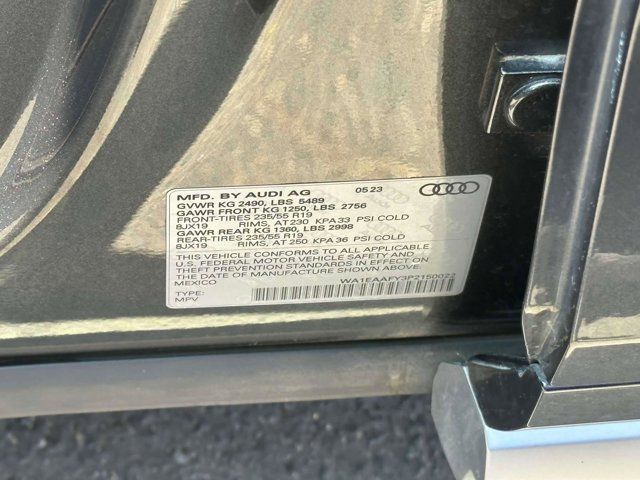 MFD. BY AUDI AG 05 23
GVWR KG 2490, LBS 5489
GAWR FRONT KG 1250, LBS 2756
FRONT-TIRES 235/55 R19
8JX19 RIMS, AT 230 KPA 33 PSI COLD
GAWR REAR KG 1360, LBS 2998
REAR-TIRES 235/55 R19
8JX19 RIMS, AT 250 KPA 36 PSI COLD
THIS VEHICLE CONFORMS TO ALL APPLICABLE
U.S. FEDERAL MOTOR VEHICLE SAFETY AND
THEFT PREVENTION STANDARDS IN EFFECT ON
THE DATE OF MANUFACTURE SHOWN ABOVE.
MEXICO
WA1EAAFY3P2150022
TYPE:
MPV